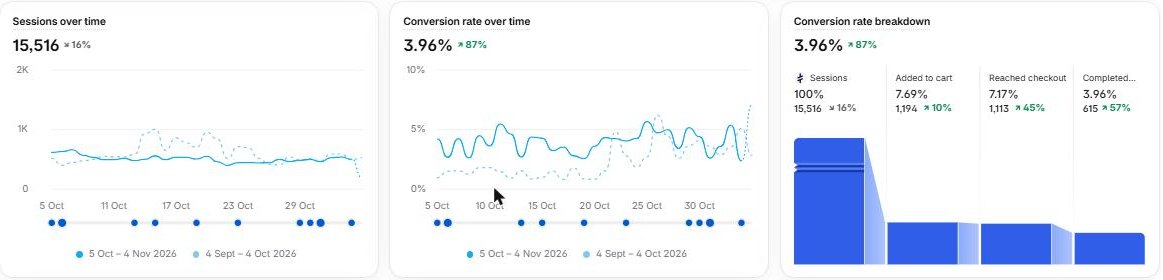 Sessions over time
15,516 ↘ 16%
2K
1K
0
5 Oct 11 Oct 17 Oct 23 Oct 29 Oct
5 Oct – 4 Nov 2026 4 Sept – 4 Oct 2026
Conversion rate over time
3.96% ↗ 87%
10%
5%
0%
5 Oct 10 Oct 15 Oct 20 Oct 25 Oct 30 Oct
5 Oct – 4 Nov 2026 4 Sept – 4 Oct 2026
Conversion rate breakdown
3.96% ↗ 87%
Sessions
100%
15,516 ↘ 16%
Added to cart
7.69%
1,194 ↗ 10%
Reached checkout
7.17%
1,113 ↗ 45%
Completed...
3.96%
615 ↗ 57%